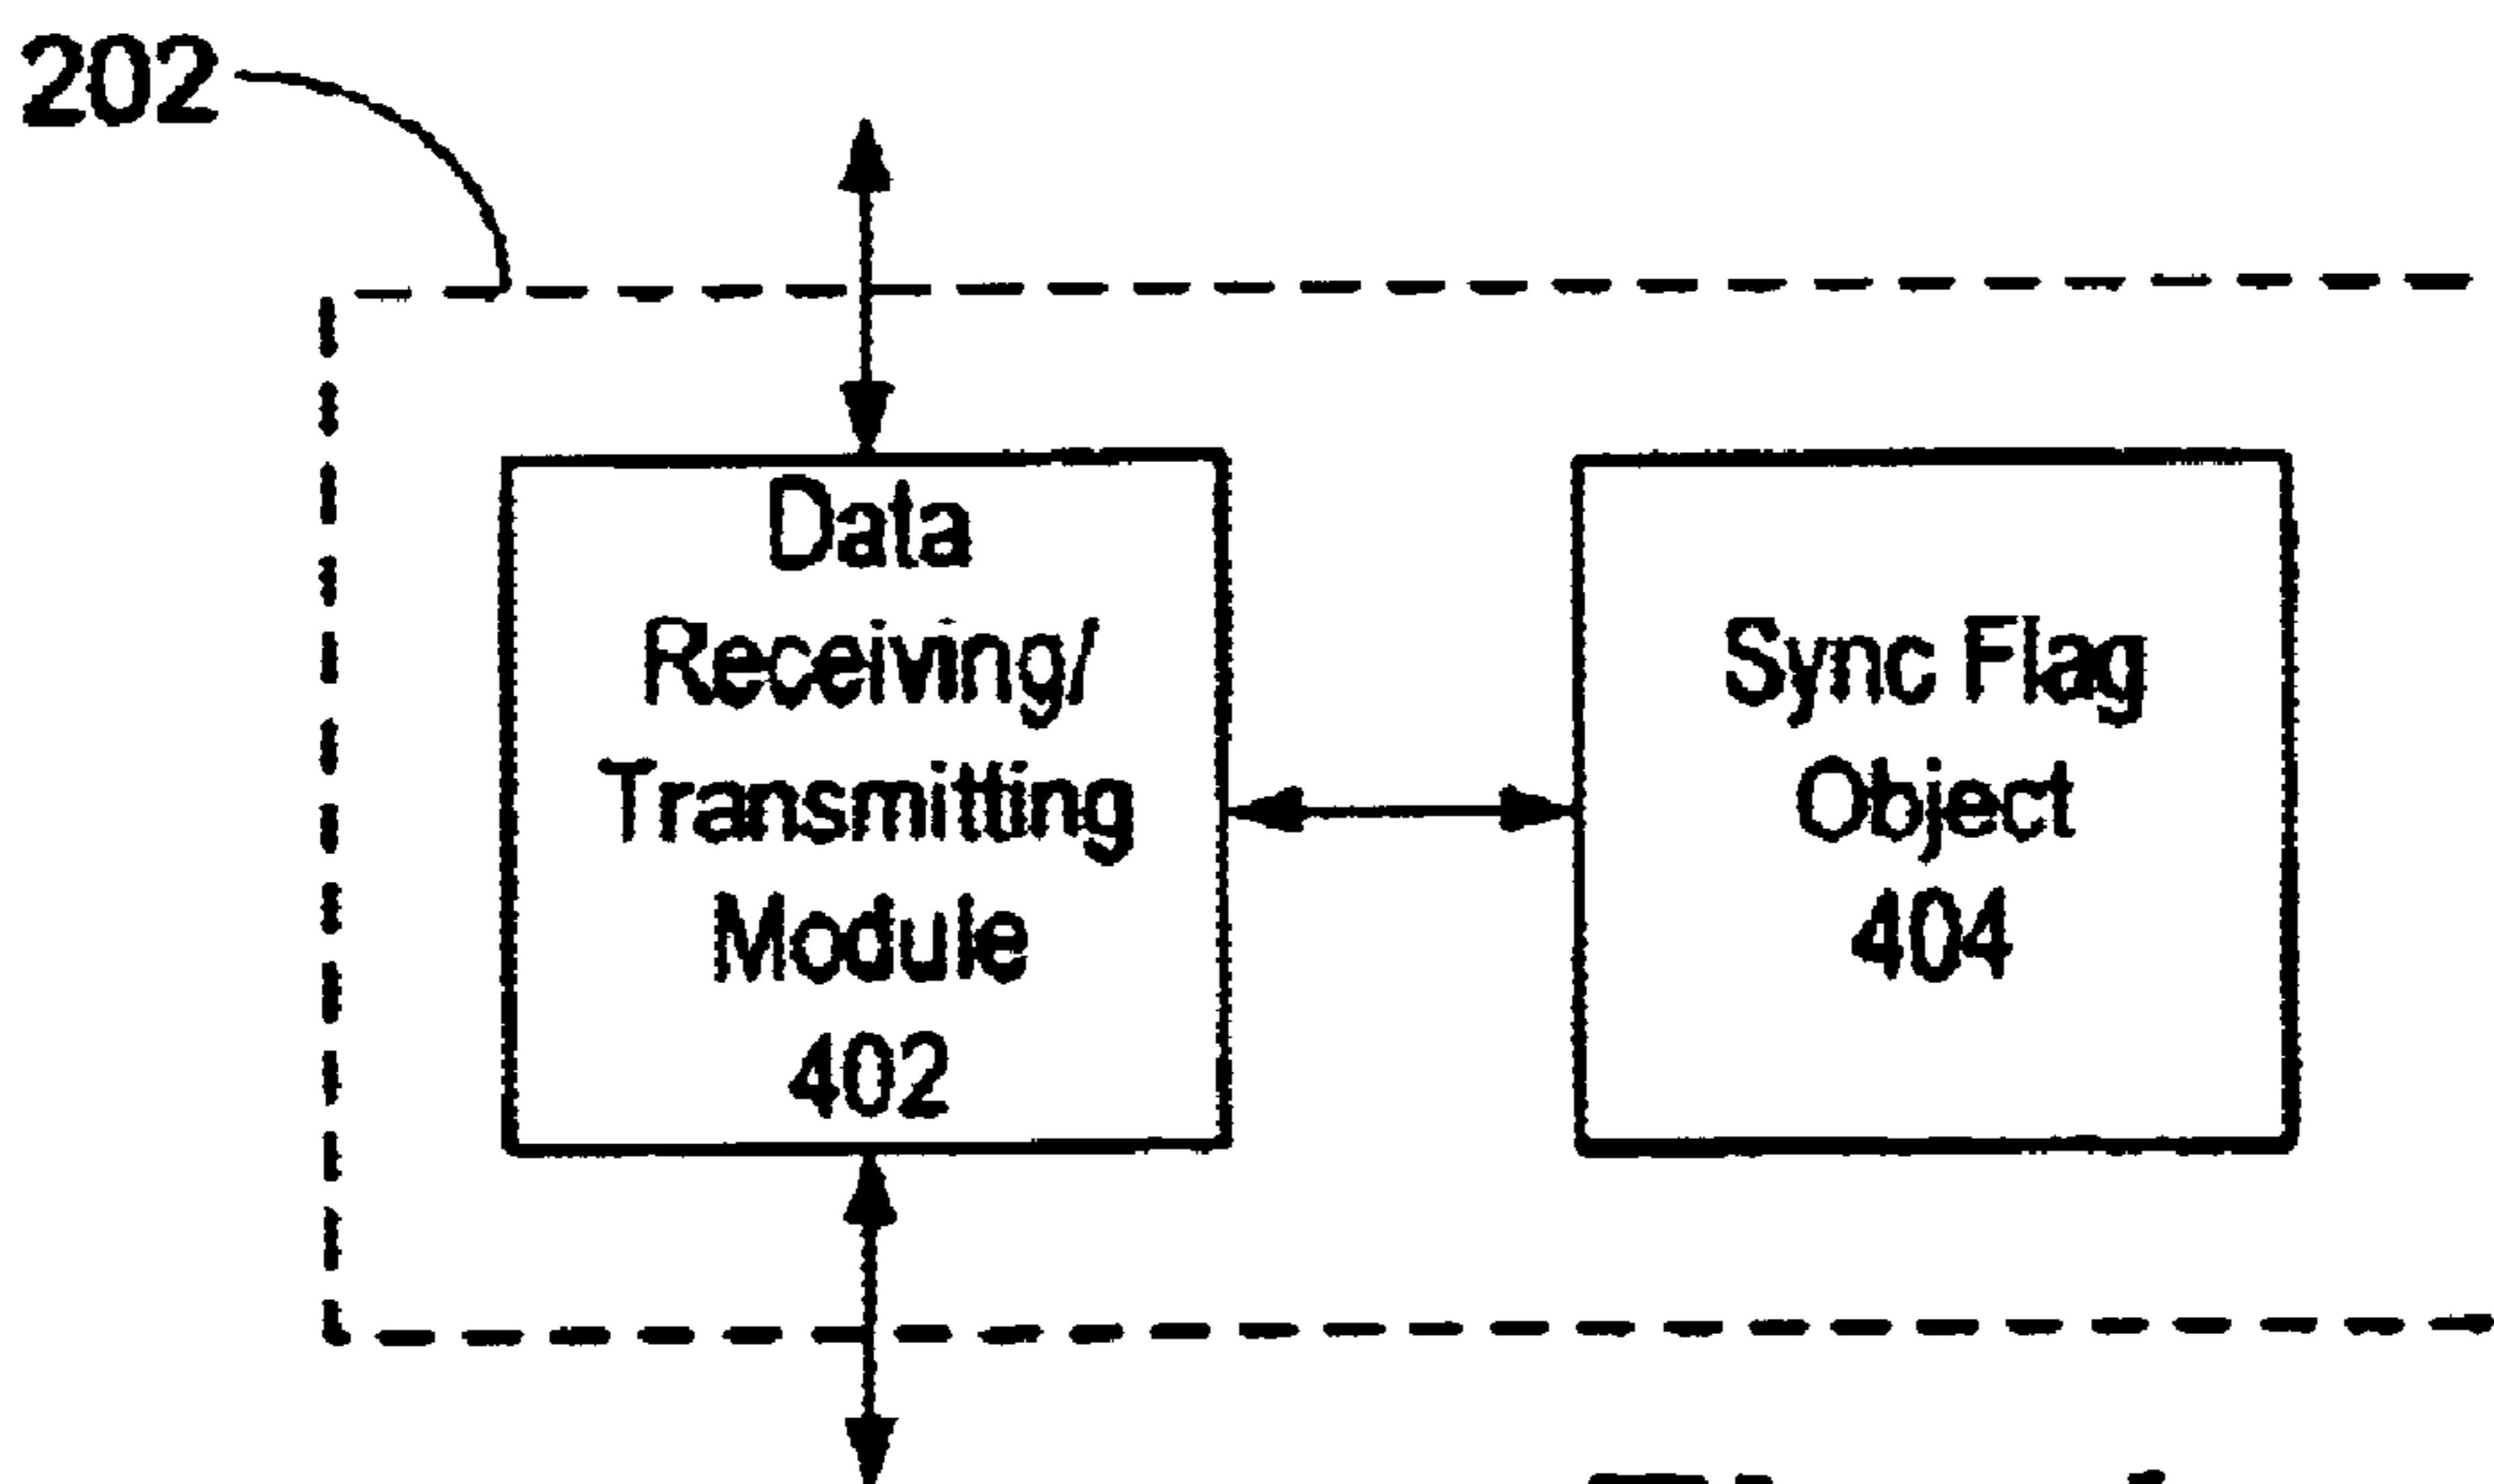 202
Data
Receiving/
Transmitting
Module
402
Sync Flag
Object
404